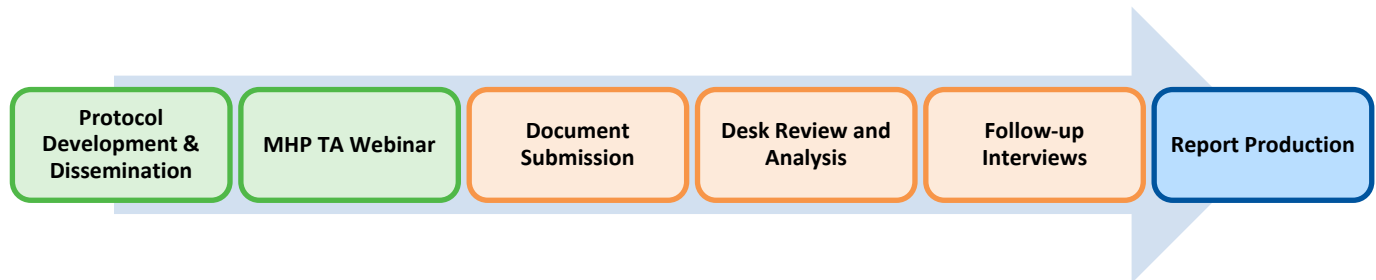 Protocol
Development &
Dissemination
MHP TA Webinar
Document
Submission
Desk Review and
Analysis
Follow-up
Interviews
Report Production